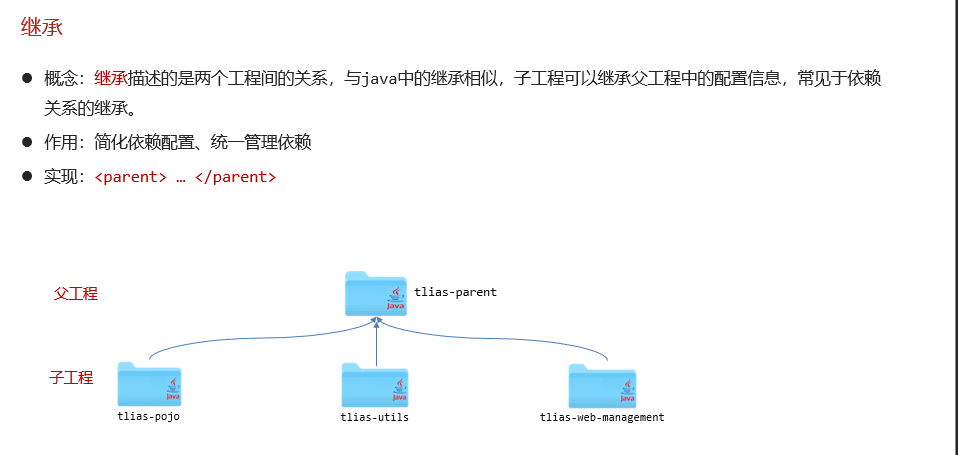 继承
● 概念：继承描述的是两个工程间的关系，与java中的继承相似，子工程可以继承父工程中的配置信息，常见于依赖
关系的继承。
● 作用：简化依赖配置、统一管理依赖
● 实现：<parent> … </parent>
父工程
Java
tlias-parent
子工程
Java
Java
Java
tlias-pojo
tlias-utils
tlias-web-management